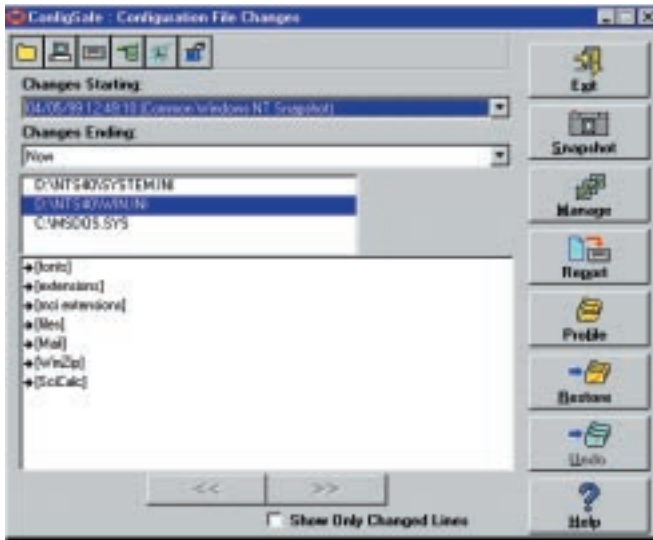 ConfigSafe : Configuration File Changes
Changes Starting:
04/05/99 12:49:10 (Common Windows NT Snapshot)
Changes Ending:
Now
D:\NTS40\SYSTEM.INI
D:\NTS40\WIN.INI
C:\MSDOS.SYS
[fonts]
[extensions]
[mci extensions]
[files]
[Mail]
[WinZip]
[SciCalc]
<< >>
Show Only Changed Lines
Exit
Snapshot
Manage
Report
Profile
Restore
Undo
Help